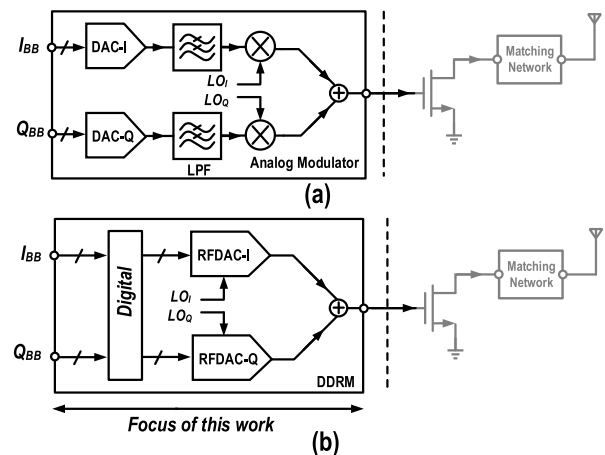 I_BB
DAC-I
LO_I
LO_Q
Q_BB
DAC-Q
LPF
Analog Modulator
Matching
Network
(a)
I_BB
Digital
RFDAC-I
LO_I
LO_Q
Q_BB
RFDAC-Q
DDRM
Matching
Network
Focus of this work
(b)